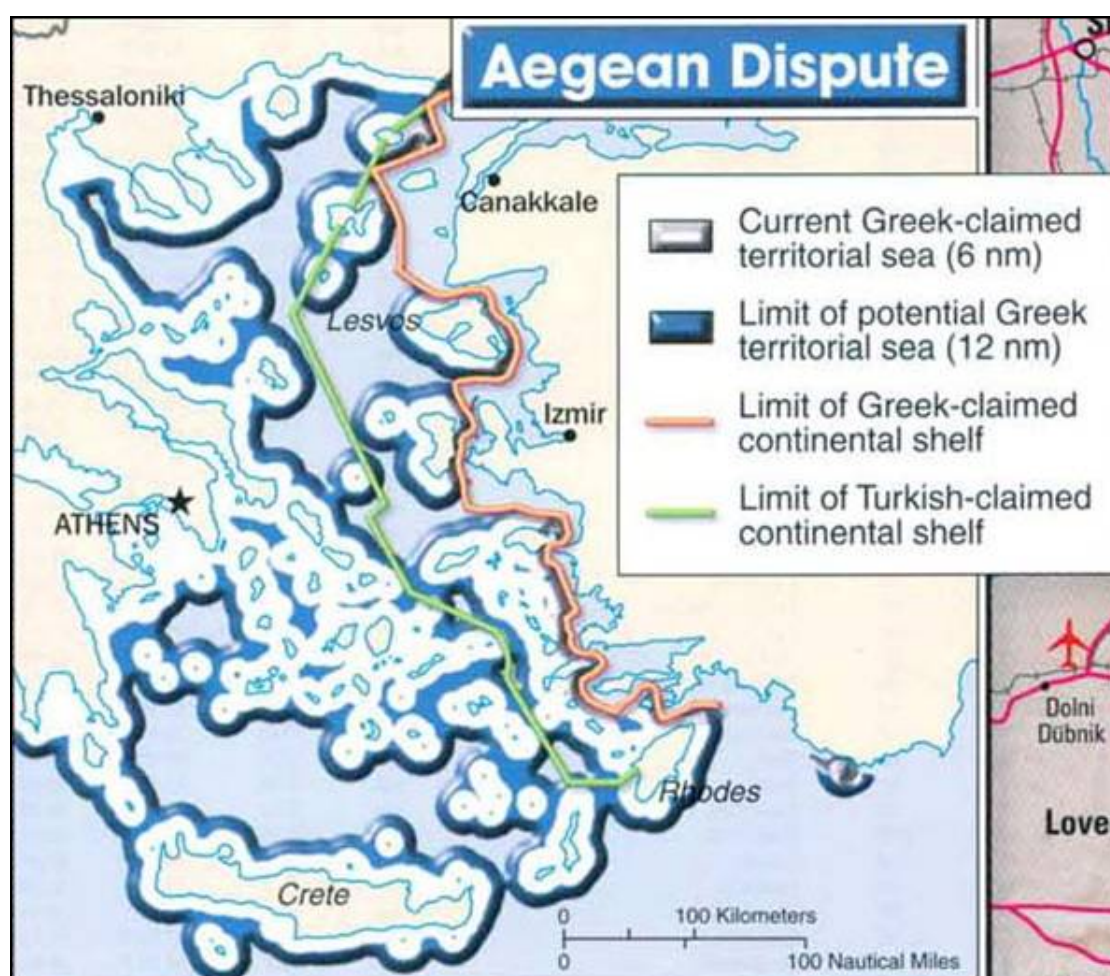 Aegean Dispute
Thessaloniki
Canakkale
Current Greek-claimed
territorial sea (6 nm)
Limit of potential Greek
territorial sea (12 nm)
Limit of Greek-claimed
continental shelf
Limit of Turkish-claimed
continental shelf
Lesvos
Izmir
ATHENS
Rhodes
Crete
0 100 Kilometers
0 100 Nautical Miles
Dolni
Dŭbnik
Love